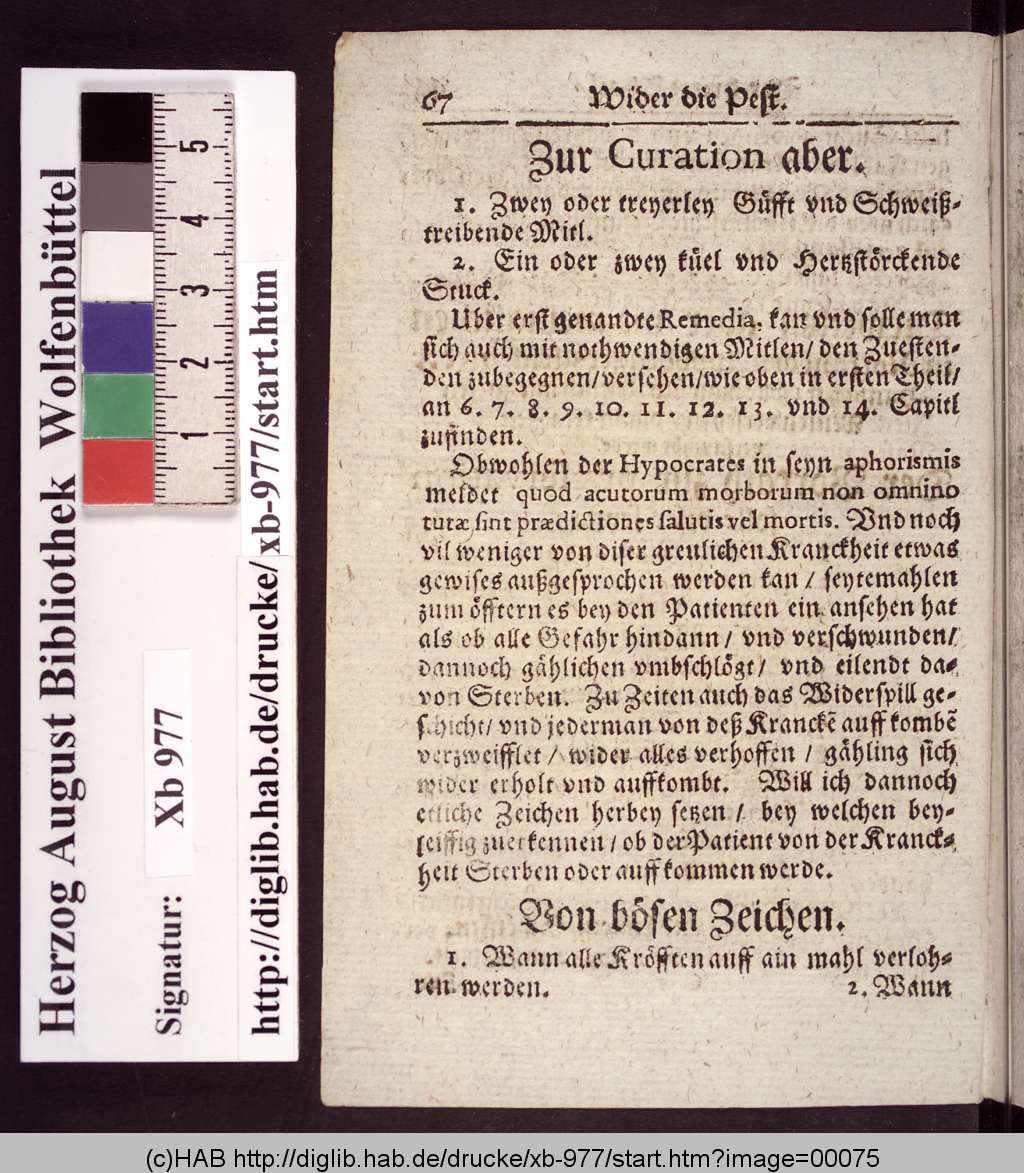 67 Wider die Pest.
Zur Curation aber.
1. Zwey oder treyerley Güfft vnd Schweiß-
treibende Mitl.
2. Ein oder zwey küel vnd Hertzstörckende
Stuck.
Uber erst genandte Remedia, kan vnd solle man
sich auch mit nothwendigen Mitlen/ den Zuesten-
den zubegegnen/versehen/wie oben in ersten Theil/
an 6. 7. 8. 9. 10. 11. 12. 13. vnd 14. Capitl
zufinden.
Obwohlen der Hypocrates in seyn aphorismis
meldet quod acutorum morborum non omnino
tutæ sint prædictiones salutis vel mortis. Vnd noch
vil weniger von diser greulichen Kranckheit etwas
gewises außgesprochen werden kan / seytemahlen
zum öfftern es bey den Patienten ein ansehen hat
als ob alle Gefahr hindann/ vnd verschwunden/
dannoch gählichen vmbschlögt/ vnd eilendt da-
von Sterben. Zu Zeiten auch das Widerspill ge-
schicht/ vnd jederman von deß Kranckē auff kombē
verzweifflet / wider alles verhoffen / gähling sich
wider erholt vnd auffkombt. Will ich dannoch
etliche Zeichen herbey setzen / bey welchen bey-
leiffig zuerkennen / ob der Patient von der Kranck-
heit Sterben oder auff kommen werde.
Von bösen Zeichen.
1. Wann alle Kröfften auff ain mahl verloh-
ren werden. 2. Wann
Herzog August Bibliothek Wolfenbüttel
Signatur: Xb 977
http://diglib.hab.de/drucke/xb-977/start.htm
1 2 3 4 5
(c)HAB http://diglib.hab.de/drucke/xb-977/start.htm?image=00075